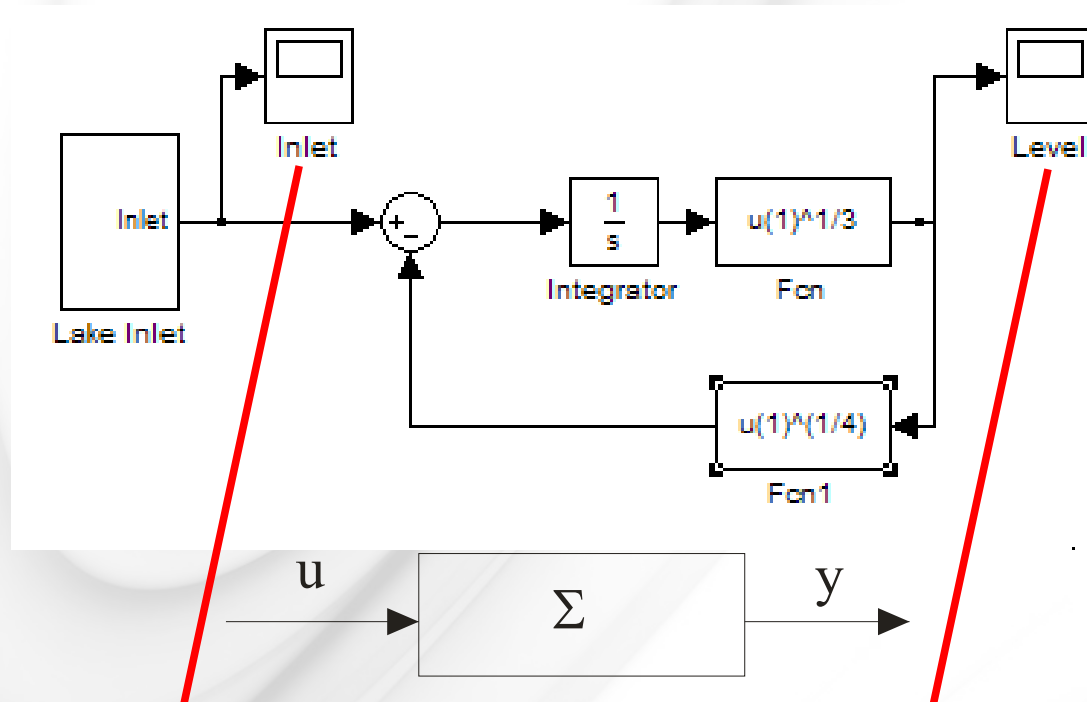 Inlet
Level
Inlet
+
−
1
s
u(1)^1/3
Integrator
Fcn
Lake Inlet
u(1)^(1/4)
Fcn1
u
Σ
y